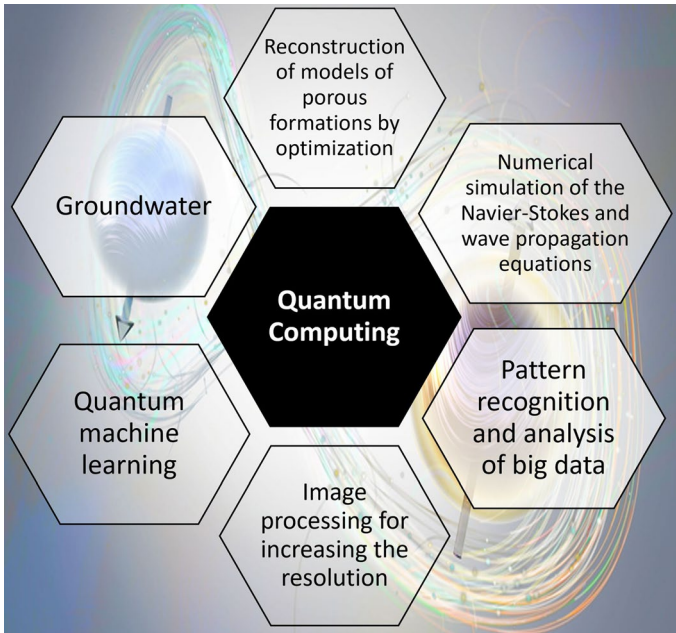 Reconstruction
of models of
porous
formations by
optimization
Numerical
simulation of the
Navier-Stokes and
wave propagation
equations
Groundwater
Quantum
Computing
Pattern
recognition
and analysis
of big data
Quantum
machine
learning
Image
processing for
increasing the
resolution